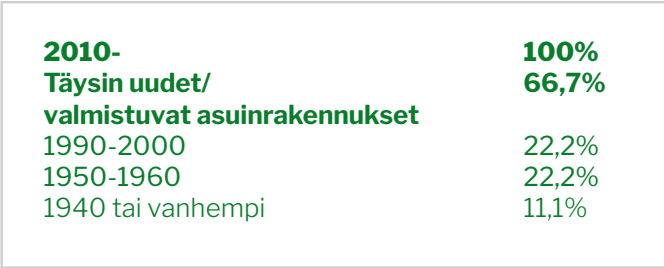 2010- 100%
Täysin uudet/ 66,7%
valmistuvat asuinrakennukset
1990-2000 22,2%
1950-1960 22,2%
1940 tai vanhempi 11,1%